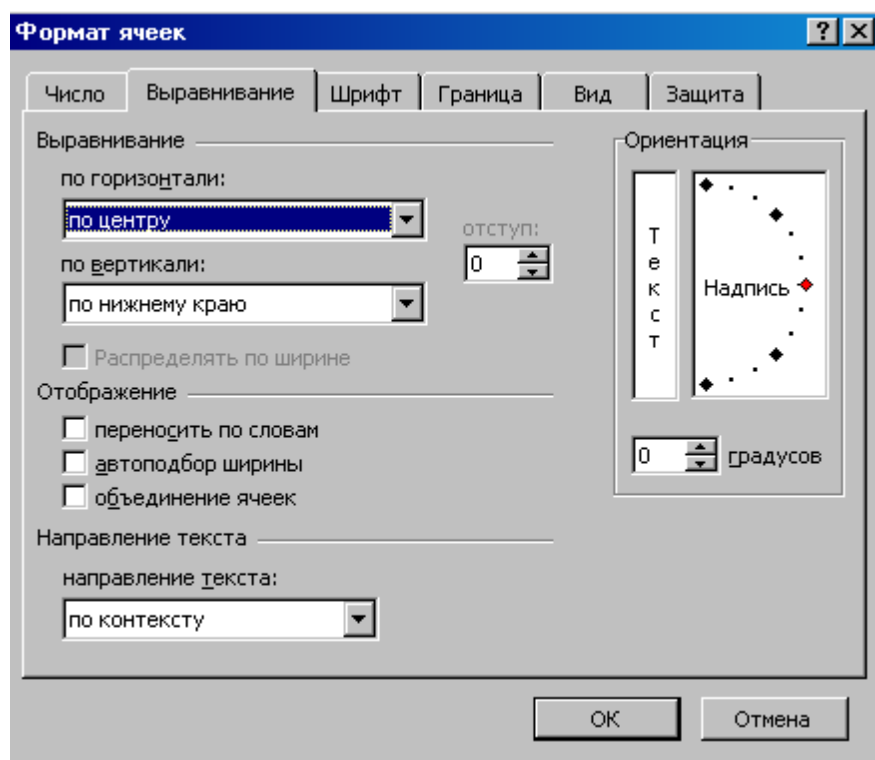 Формат ячеек
Число Выравнивание Шрифт Граница Вид Защита
Выравнивание
по горизонтали:
по центру
отступ:
0
по вертикали:
по нижнему краю
Распределять по ширине
Отображение
переносить по словам
автоподбор ширины
объединение ячеек
Направление текста
направление текста:
по контексту
Ориентация
Текст
Надпись
0 градусов
ОК Отмена